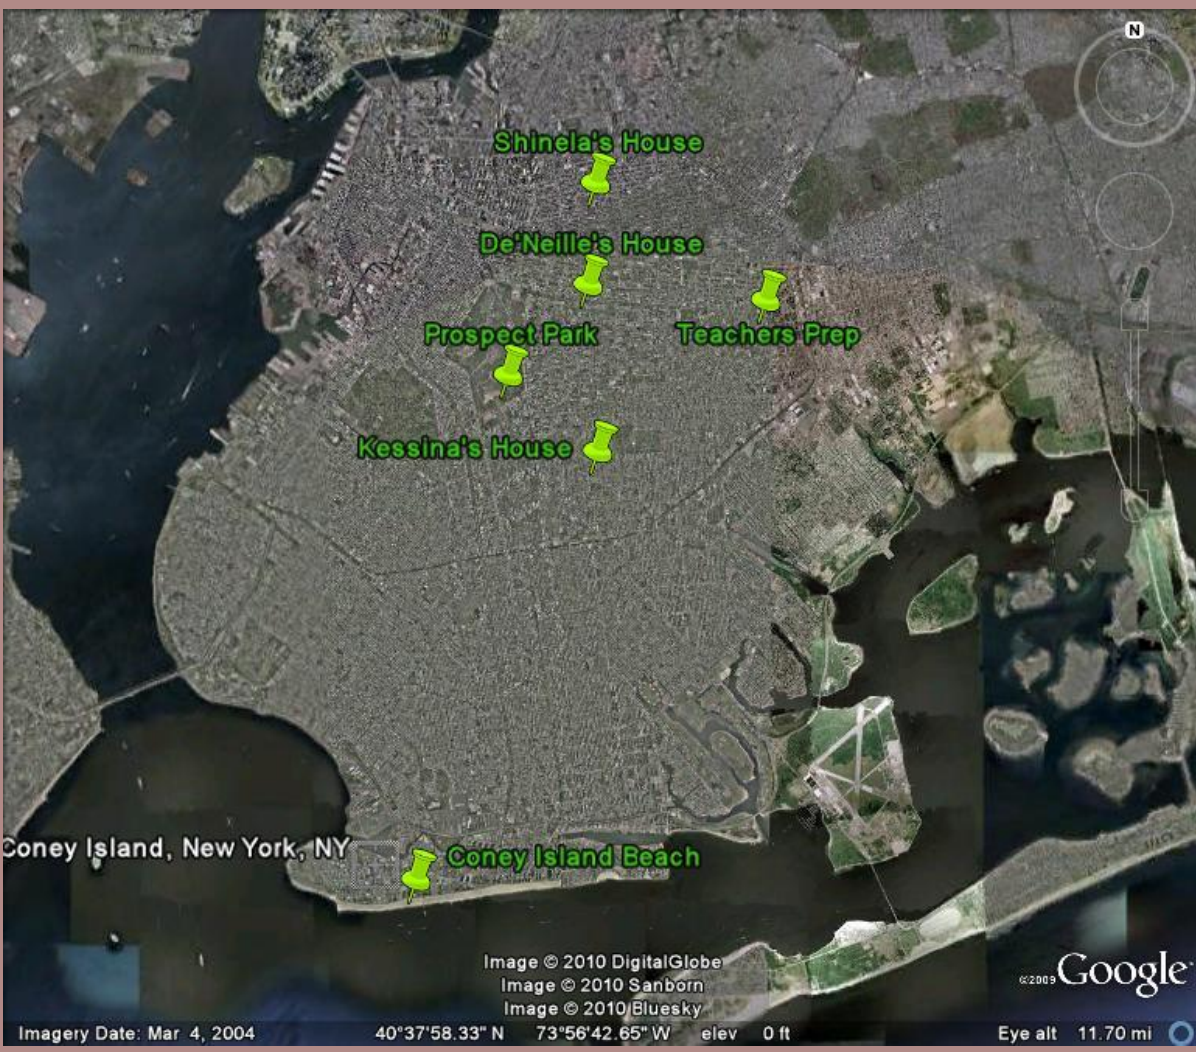 N
Shinela's House
De'Neille's House
Prospect Park
Teachers Prep
Kessina's House
Coney Island, New York, NY
Coney Island Beach
Image © 2010 DigitalGlobe
Image © 2010 Sanborn
Image © 2010 Bluesky
©2009 Google
Imagery Date: Mar 4, 2004 40°37'58.33" N 73°56'42.65" W elev 0 ft Eye alt 11.70 mi